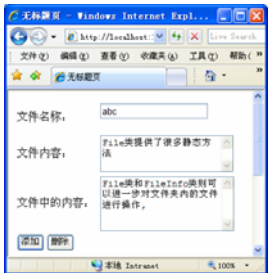 无标题页 - Windows Internet Expl...
http://localhost:
Live Search
文件(F) 编辑(E) 查看(V) 收藏夹(A) 工具(T) 帮助(
无标题页
文件名称： abc
文件内容： File类提供了很多静态方
法
文件中的内容： File类和FileInfo类则可
以进一步对文件夹内的文件
进行操作，
添加 删除
本地 Intranet 100%